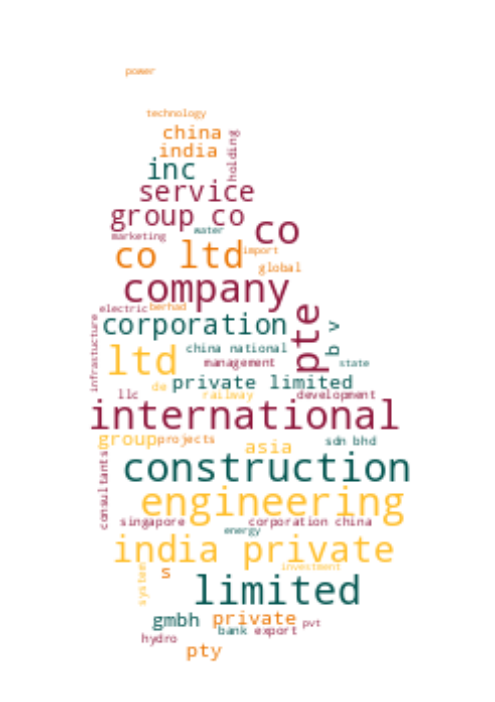 power
technology
china
india
holding
inc
service
group co
water
marketing
co
co ltd
import
global
company
electric
berhad
pte
corporation
b v
infrastucture
china national
ltd
management
state
private limited
de
llc
railway
development
international
group
projects
asia
sdn bhd
construction
consultants
engineering
singapore
corporation china
energy
india private
investment
s
system
limited
gmbh
private
pvt
bank
export
hydro
pty